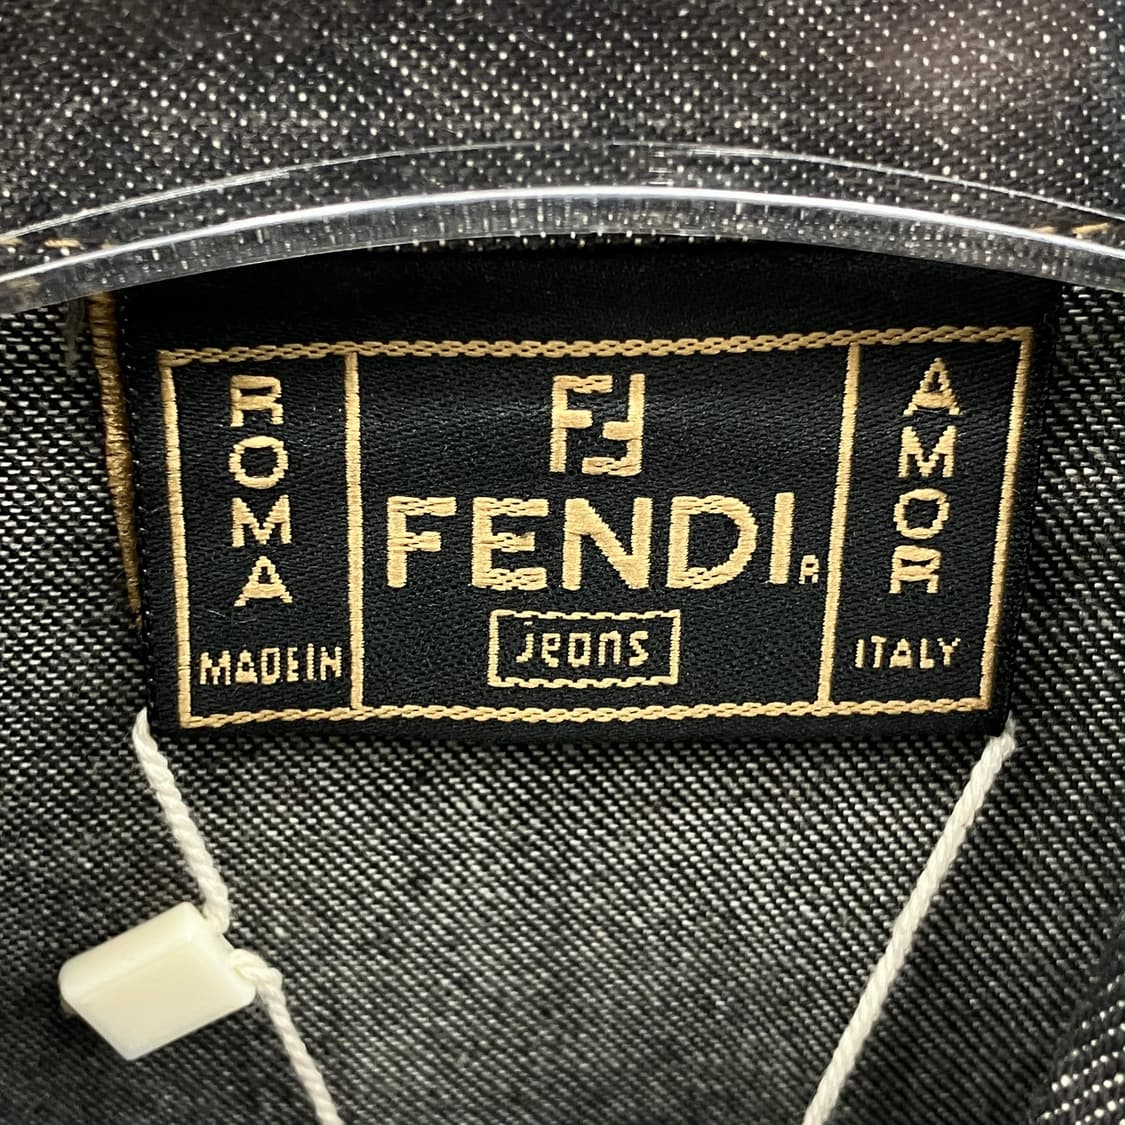 ROMA
MADEIN
FF
FENDI R
jeans
AMOR
ITALY